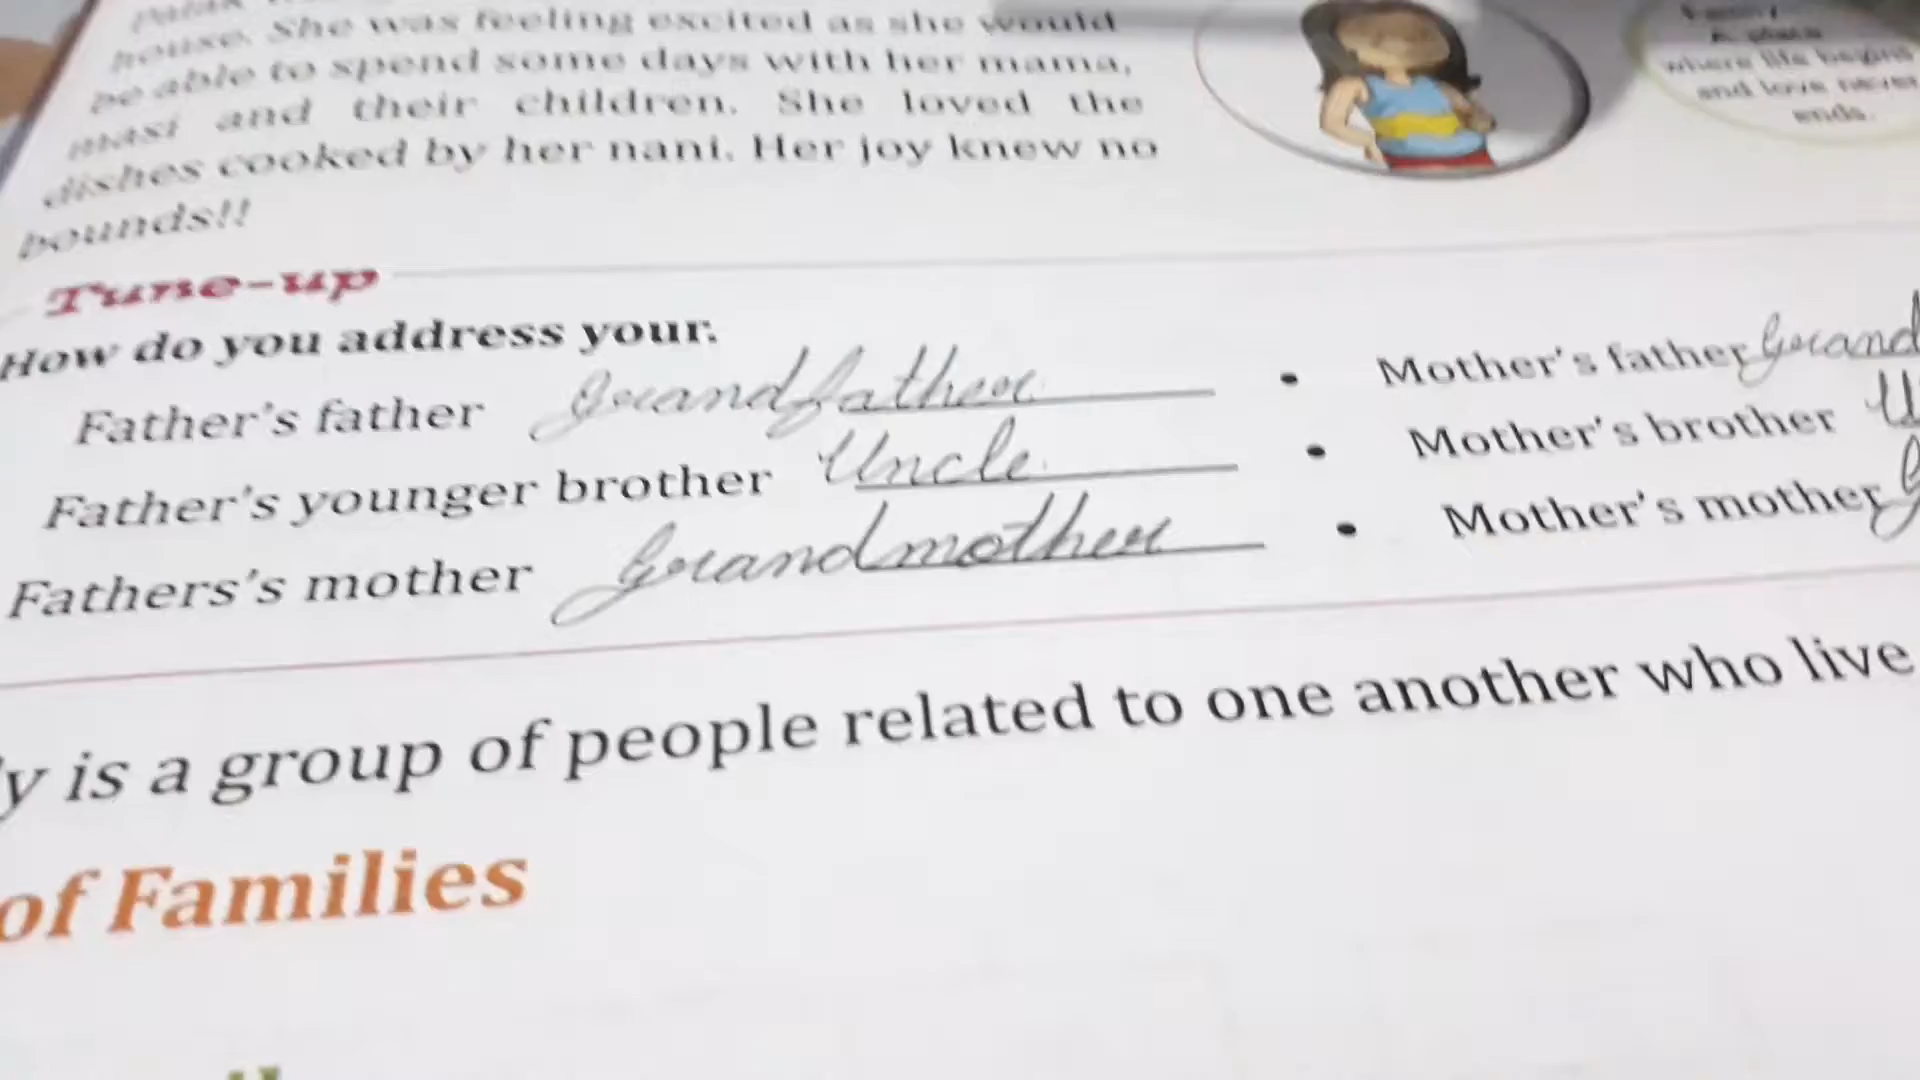 house. She was feeling excited as she would
be able to spend some days with her mama,
masi and their children. She loved the
dishes cooked by her nani. Her joy knew no
bounds!!
where life begins
and love never
ends.
Tune-up
How do you address your:
Father's father Grandfather
Father's younger brother Uncle
Fathers's mother Grandmother
• Mother's father Grand
• Mother's brother U
• Mother's mother G
y is a group of people related to one another who live
of Families